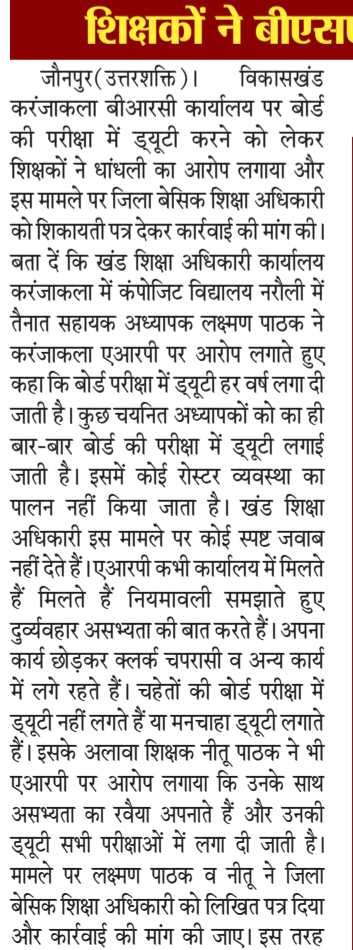 शिक्षकों ने बीएस
जौनपुर(उत्तरशक्ति)। विकासखंड
करंजाकला बीआरसी कार्यालय पर बोर्ड
की परीक्षा में ड्यूटी करने को लेकर
शिक्षकों ने धांधली का आरोप लगाया और
इस मामले पर जिला बेसिक शिक्षा अधिकारी
को शिकायती पत्र देकर कार्रवाई की मांग की।
बता दें कि खंड शिक्षा अधिकारी कार्यालय
करंजाकला में कंपोजिट विद्यालय नरौली में
तैनात सहायक अध्यापक लक्ष्मण पाठक ने
करंजाकला एआरपी पर आरोप लगाते हुए
कहा कि बोर्ड परीक्षा में ड्यूटी हर वर्ष लगा दी
जाती है। कुछ चयनित अध्यापकों को का ही
बार-बार बोर्ड की परीक्षा में ड्यूटी लगाई
जाती है। इसमें कोई रोस्टर व्यवस्था का
पालन नहीं किया जाता है। खंड शिक्षा
अधिकारी इस मामले पर कोई स्पष्ट जवाब
नहीं देते हैं।एआरपी कभी कार्यालय में मिलते
हैं मिलते हैं नियमावली समझाते हुए
दुर्व्यवहार असभ्यता की बात करते हैं। अपना
कार्य छोड़कर क्लर्क चपरासी व अन्य कार्य
में लगे रहते हैं। चहेतों की बोर्ड परीक्षा में
ड्यूटी नहीं लगते हैं या मनचाहा ड्यूटी लगाते
हैं। इसके अलावा शिक्षक नीतू पाठक ने भी
एआरपी पर आरोप लगाया कि उनके साथ
असभ्यता का रवैया अपनाते हैं और उनकी
ड्यूटी सभी परीक्षाओं में लगा दी जाती है।
मामले पर लक्ष्मण पाठक व नीतू ने जिला
बेसिक शिक्षा अधिकारी को लिखित पत्र दिया
और कार्रवाई की मांग की जाए। इस तरह